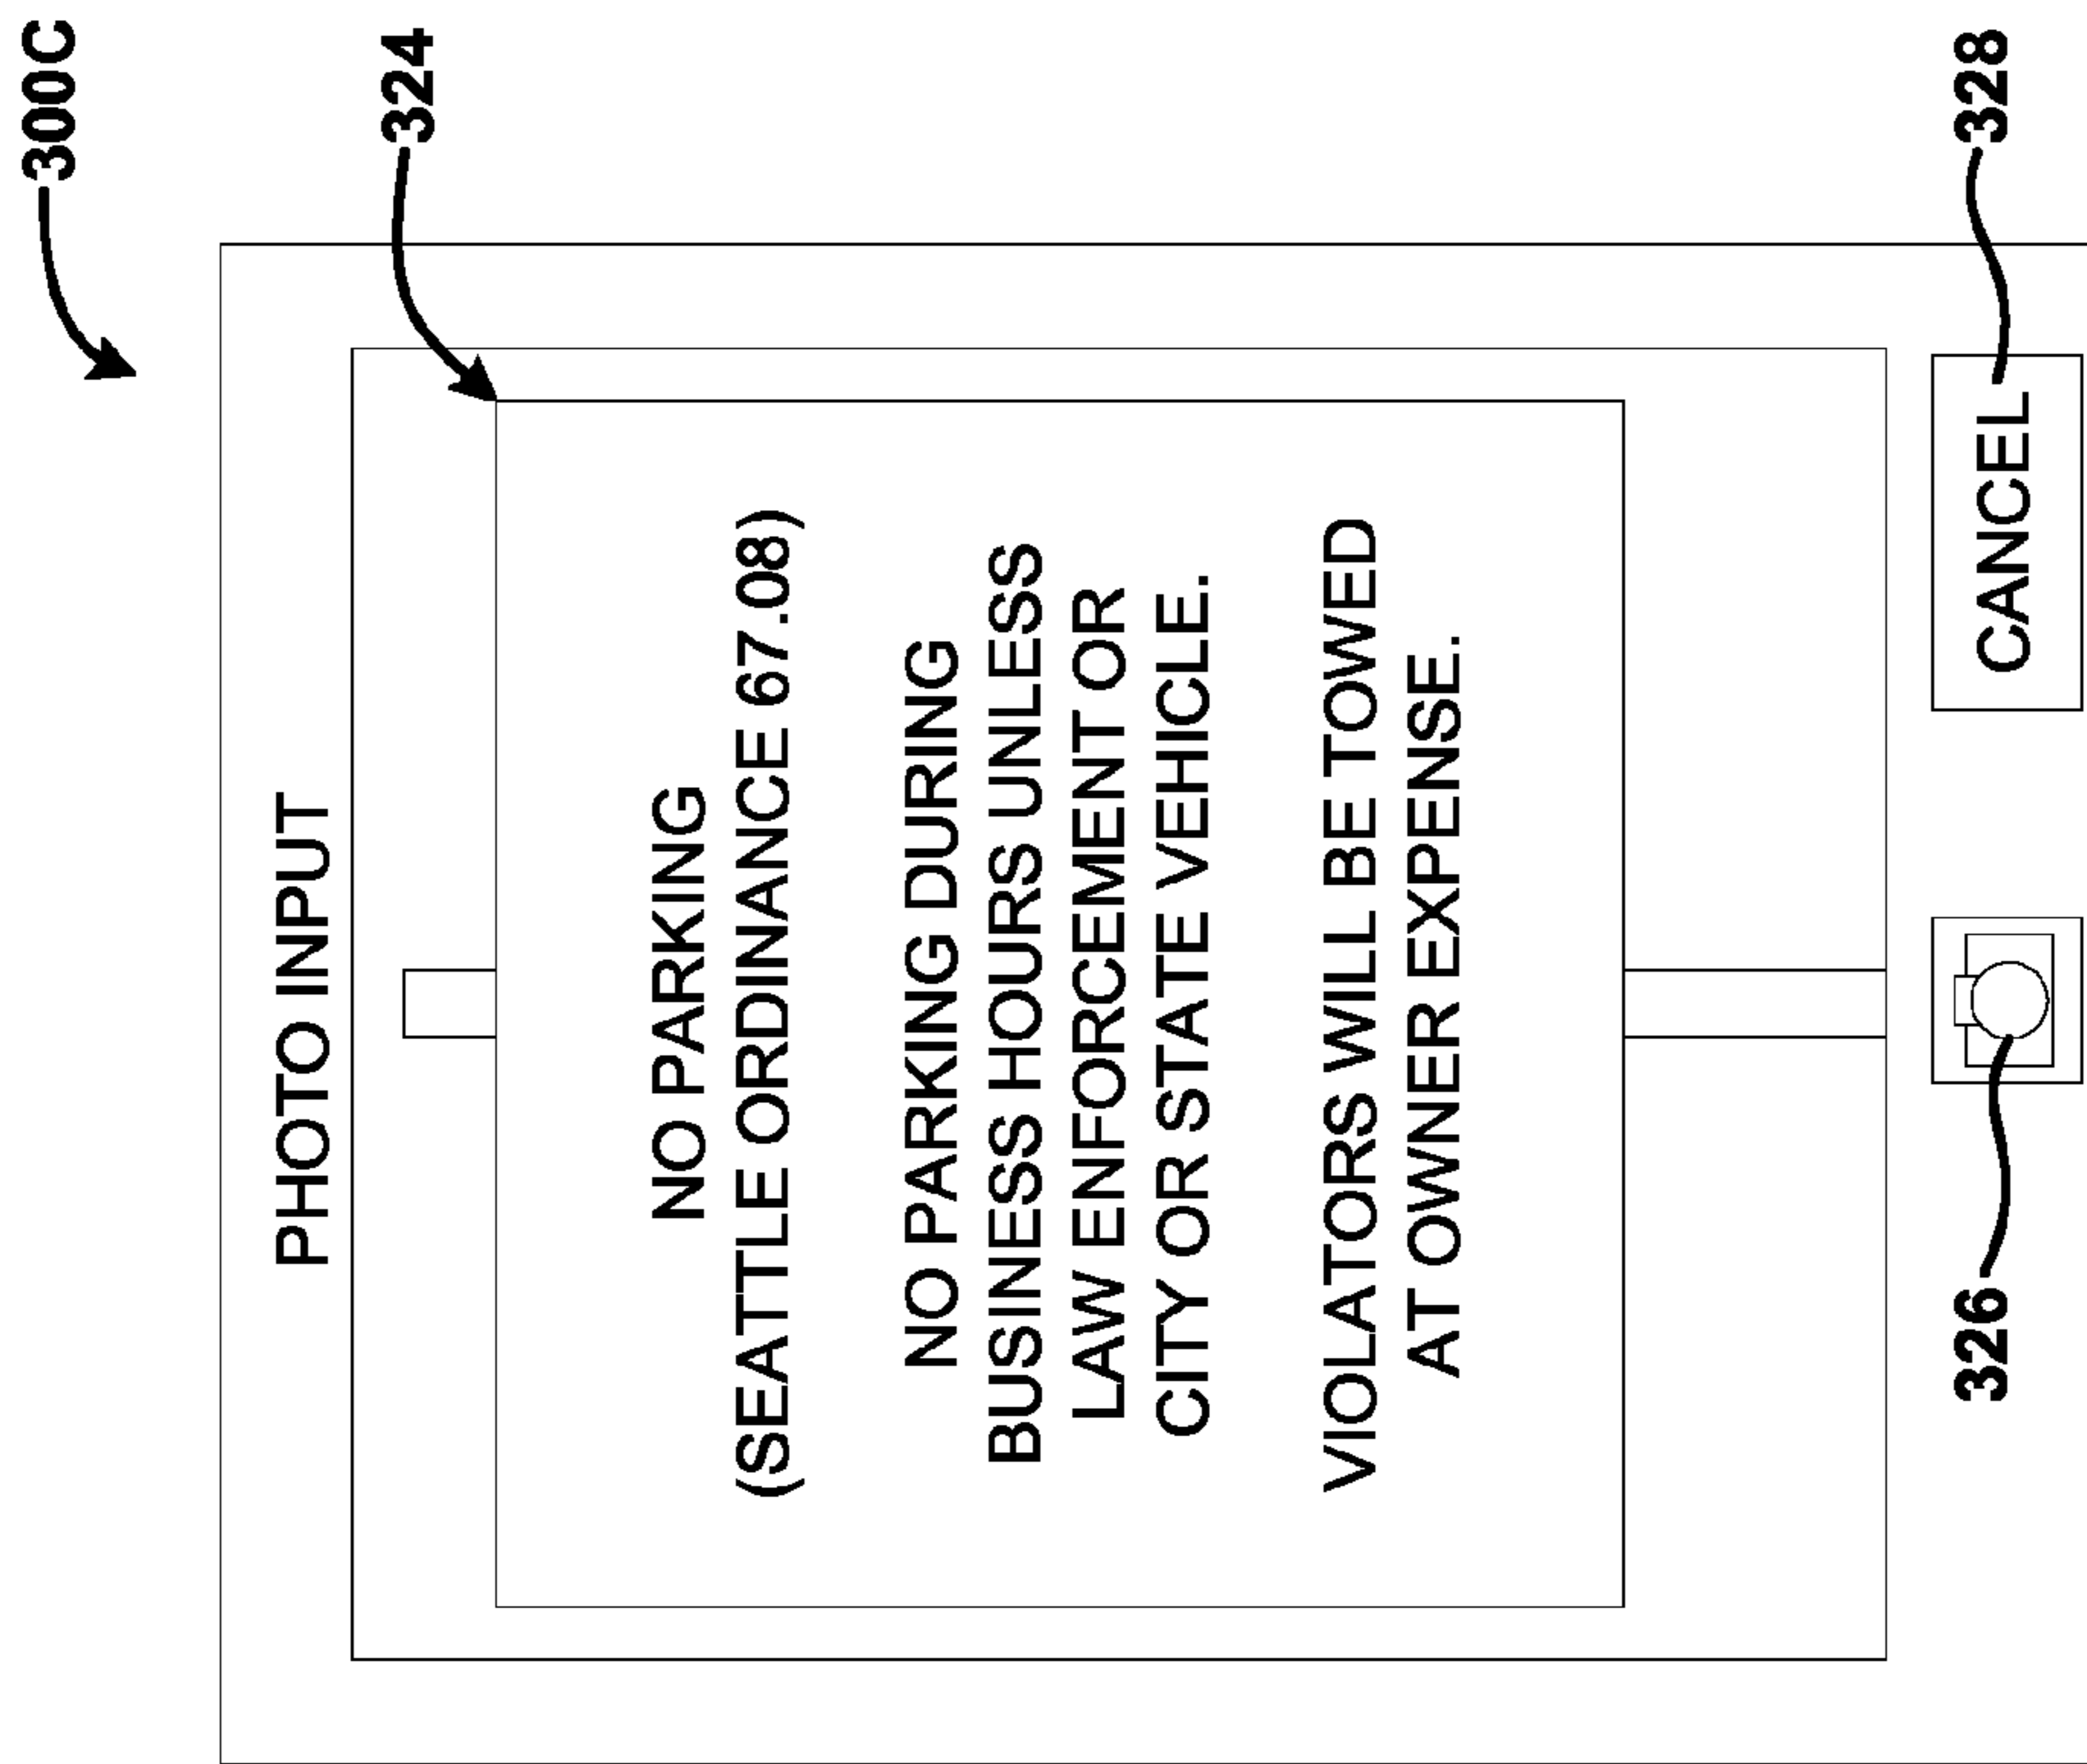 300C
PHOTO INPUT
324
NO PARKING
(SEATTLE ORDINANCE 67.08)
NO PARKING DURING
BUSINESS HOURS UNLESS
LAW ENFORCEMENT OR
CITY OR STATE VEHICLE.
VIOLATORS WILL BE TOWED
AT OWNER EXPENSE.
326
CANCEL
328